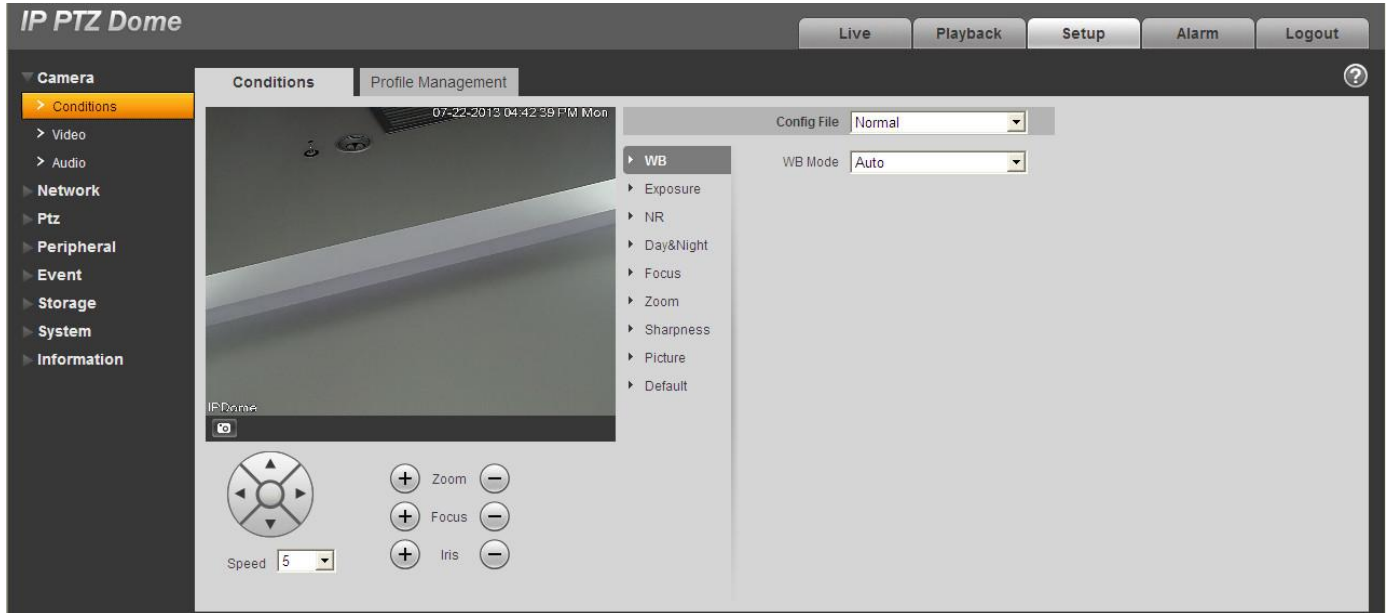 IP PTZ Dome
Live Playback Setup Alarm Logout
Camera
Conditions
Video
Audio
Network
Ptz
Peripheral
Event
Storage
System
Information
Conditions Profile Management
07-22-2013 04:42:39 PM Mon
IPDome
Zoom
Focus
Iris
Speed 5
Config File Normal
WB
Exposure
NR
Day&Night
Focus
Zoom
Sharpness
Picture
Default
WB Mode Auto